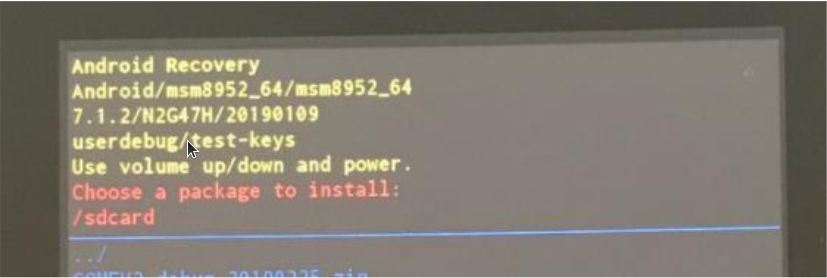 Android Recovery
Android/msm8952_64/msm8952_64
7.1.2/N2G47H/20190109
userdebug/test-keys
Use volume up/down and power.
Choose a package to install:
/sdcard
../